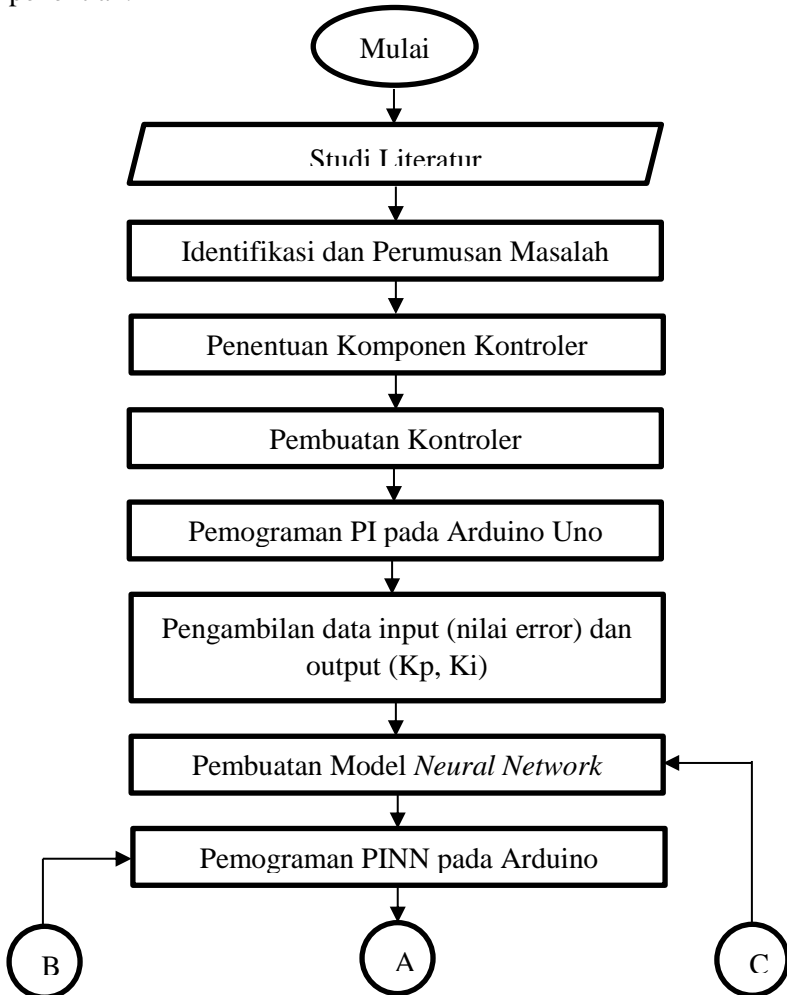 Mulai
Studi Literatur
Identifikasi dan Perumusan Masalah
Penentuan Komponen Kontroler
Pembuatan Kontroler
Pemograman PI pada Arduino Uno
Pengambilan data input (nilai error) dan
output (Kp, Ki)
Pembuatan Model Neural Network
Pemograman PINN pada Arduino
B
A
C